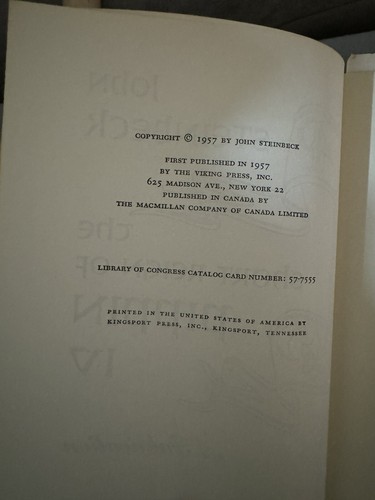 COPYRIGHT © 1957 BY JOHN STEINBECK
FIRST PUBLISHED IN 1957
BY THE VIKING PRESS, INC.
625 MADISON AVE., NEW YORK 22
PUBLISHED IN CANADA BY
THE MACMILLAN COMPANY OF CANADA LIMITED
LIBRARY OF CONGRESS CATALOG CARD NUMBER: 57-7555
PRINTED IN THE UNITED STATES OF AMERICA BY
KINGSPORT PRESS, INC., KINGSPORT, TENNESSEE